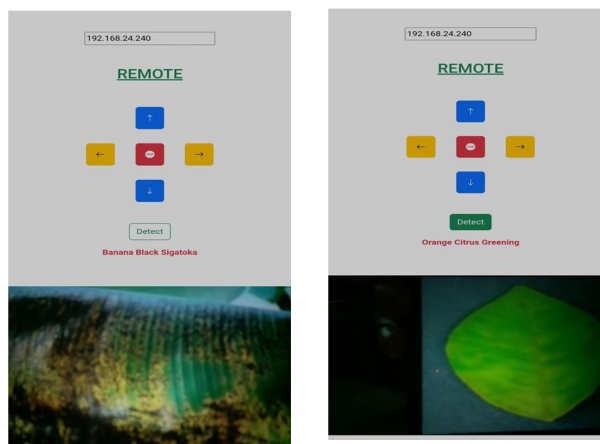 192.168.24.240
REMOTE
↑
← →
↓
Detect
Banana Black Sigatoka
192.168.24.240
REMOTE
↑
← →
↓
Detect
Orange Citrus Greening